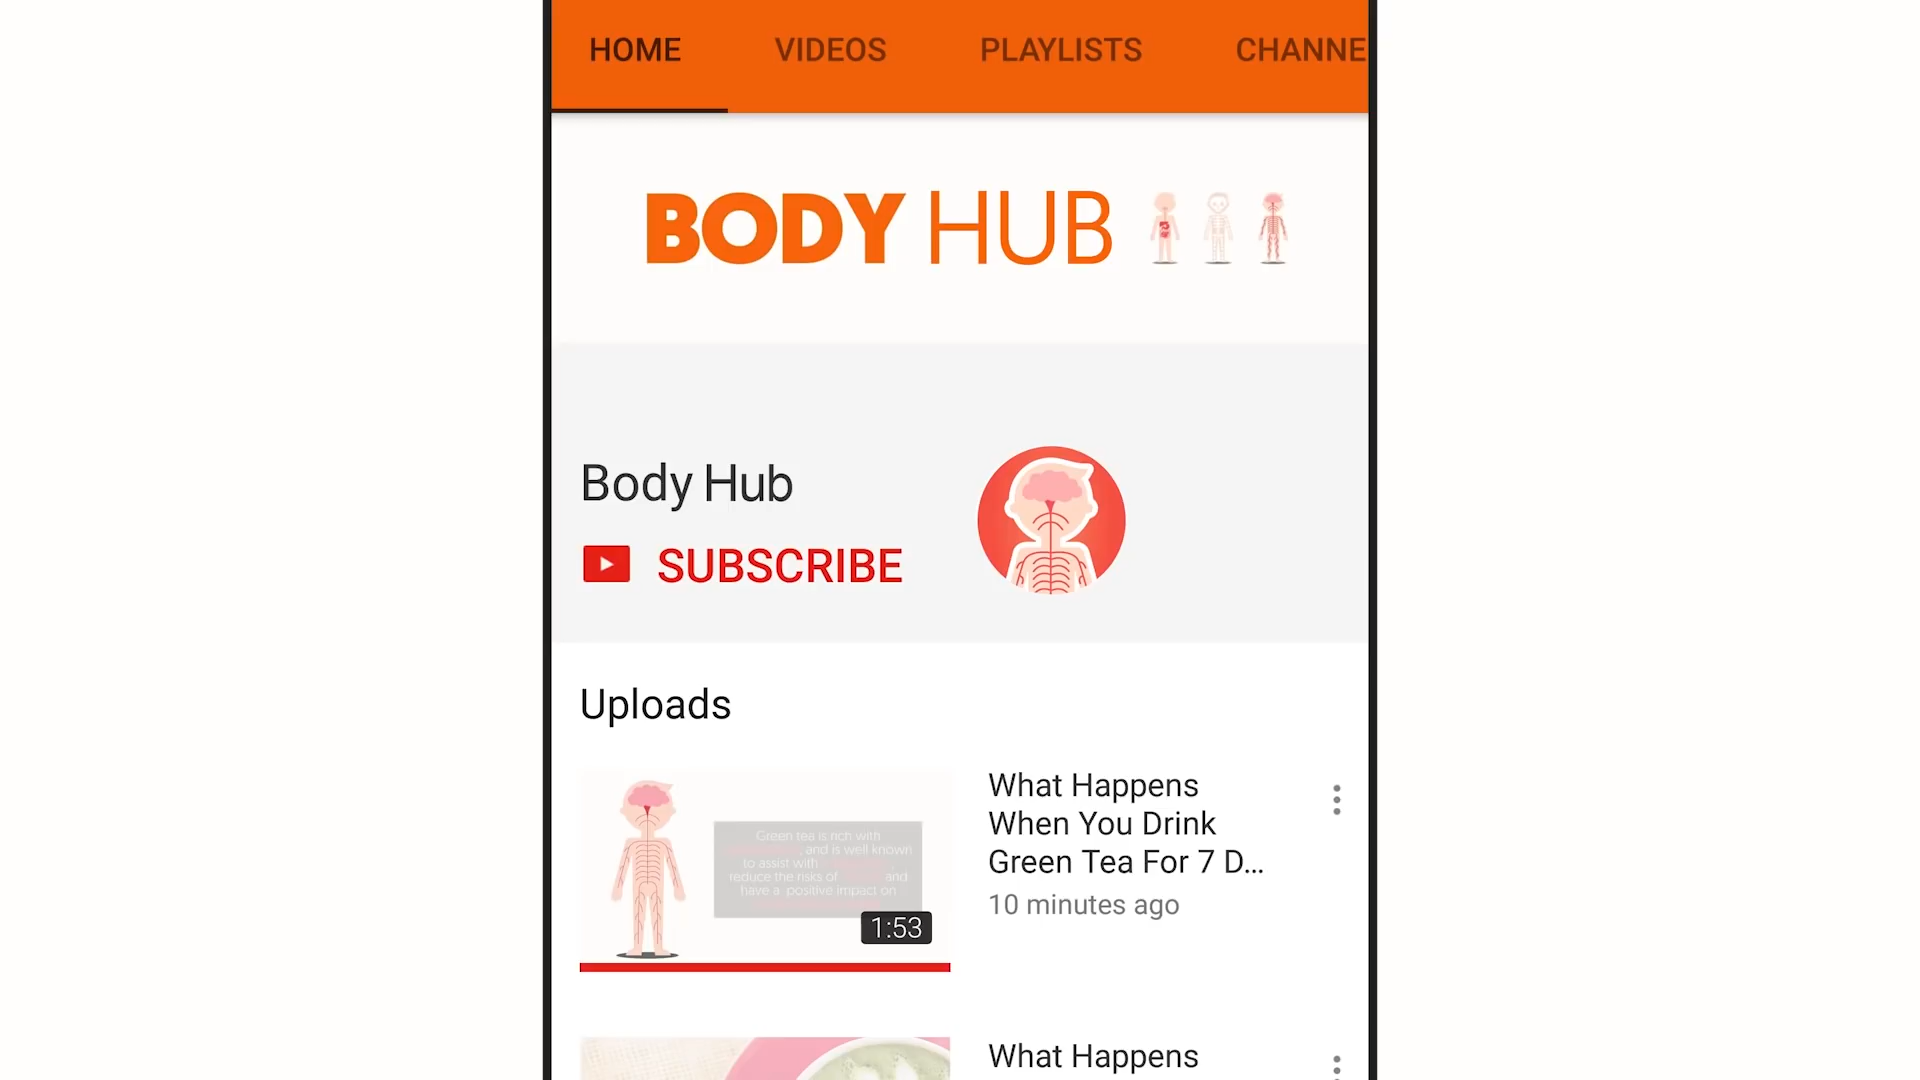 HOME VIDEOS PLAYLISTS CHANNE
BODY HUB
Body Hub
SUBSCRIBE
Uploads
What Happens
When You Drink
Green Tea For 7 D...
10 minutes ago
Green tea is rich with
, and is well known
to assist with
reduce the risks of and
have a positive impact on
1:53
What Happens